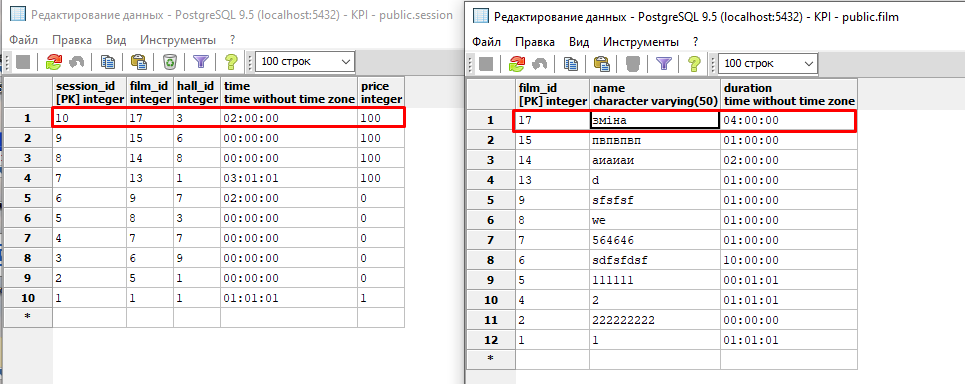 Редактирование данных - PostgreSQL 9.5 (localhost:5432) - KPI - public.session
Файл Правка Вид Инструменты ?
100 строк
session_id film_id hall_id time price
[PK] integer integer integer time without time zone integer
1 10 17 3 02:00:00 100
2 9 15 6 00:00:00 100
3 8 14 8 00:00:00 100
4 7 13 1 03:01:01 100
5 6 9 7 02:00:00 0
6 5 8 3 00:00:00 0
7 4 7 7 00:00:00 0
8 3 6 9 00:00:00 0
9 2 5 1 00:00:00 0
10 1 1 1 01:01:01 1
*
Редактирование данных - PostgreSQL 9.5 (localhost:5432) - KPI - public.film
Файл Правка Вид Инструменты ?
100 строк
film_id name duration
[PK] integer character varying(50) time without time zone
1 17 зміна 04:00:00
2 15 пвпвпвп 01:00:00
3 14 аиаиаи 02:00:00
4 13 d 01:00:00
5 9 sfsfsf 01:00:00
6 8 we 01:00:00
7 7 564646 01:00:00
8 6 sdfsfdsf 10:00:00
9 5 111111 00:01:01
10 4 2 01:01:01
11 2 222222222 00:00:00
12 1 1 01:01:01
*